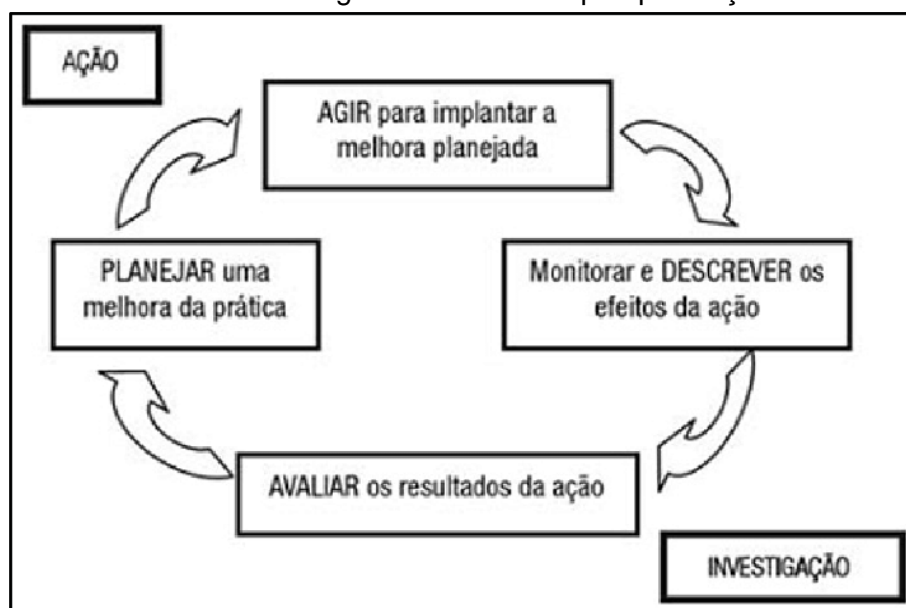 AÇÃO
AGIR para implantar a
melhora planejada
PLANEJAR uma
melhora da prática
Monitorar e DESCREVER os
efeitos da ação
AVALIAR os resultados da ação
INVESTIGAÇÃO